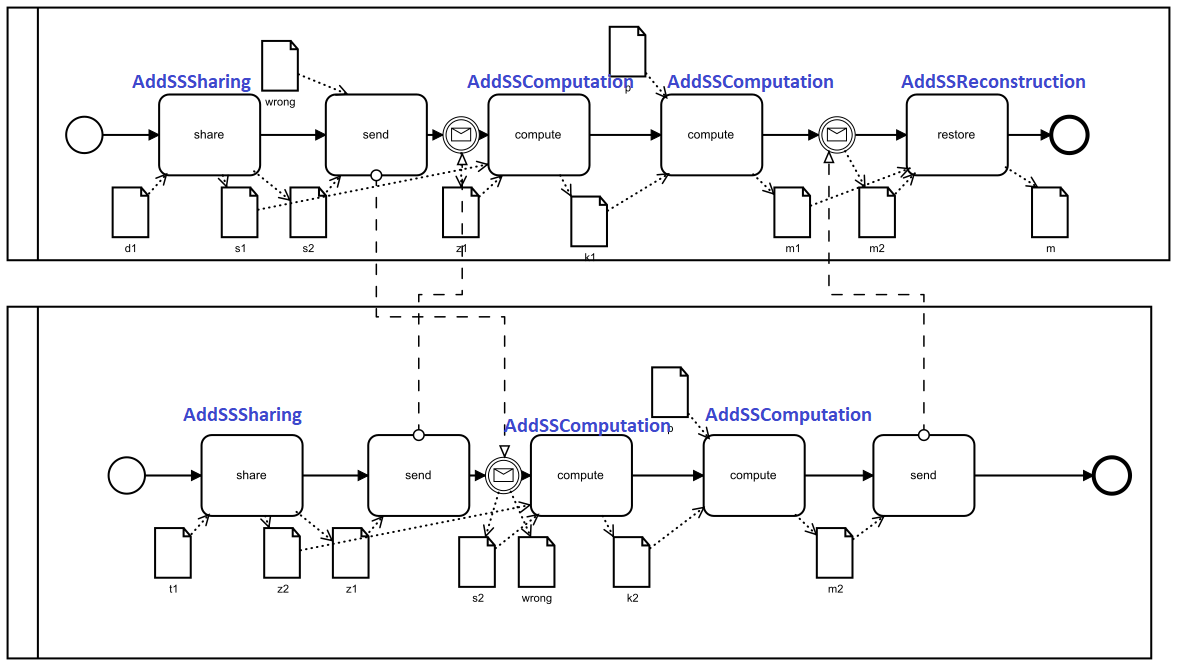 AddSSSharing
wrong
AddSSComputation
p
AddSSComputation
AddSSReconstruction
share
send
compute
compute
restore
d1
s1
s2
z1
k1
m1
m2
m
AddSSSharing
AddSSComputation
p
AddSSComputation
share
send
compute
compute
send
t1
z2
z1
s2
wrong
k2
m2